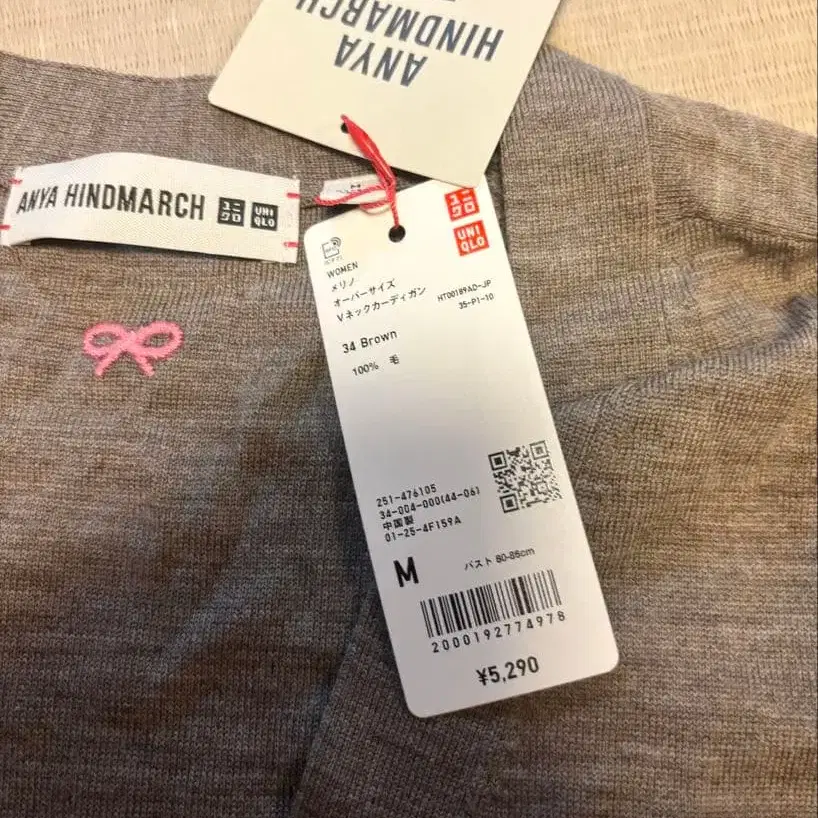 ANYA
HINDMARCH
ANYA HINDMARCH ユニクロ UNIQLO
ユニクロ
UNIQLO
WOMEN
メリノ
オーバーサイズ
Vネックカーディガン
HT00189AD-JP
35-P1-10
34 Brown
100% 毛
251-476105
34-004-000(44-06)
中国製
01-25-4F159A
M
バスト 80-85cm
2000192774978
¥5,290